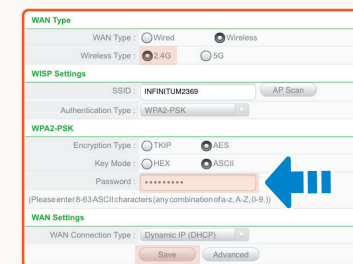 WAN Type
WAN Type : Wired Wireless
Wireless Type : 2.4G 5G
WISP Settings
SSID : INFINITUM2369 AP Scan
Authentication Type : WPA2-PSK
WPA2-PSK
Encryption Type : TKIP AES
Key Mode : HEX ASCII
Password : •••••••••
(Please enter 8-63 ASCII characters (any combination of a-z, A-Z, 0-9.))
WAN Settings
WAN Connection Type : Dynamic IP (DHCP)
Save Advanced